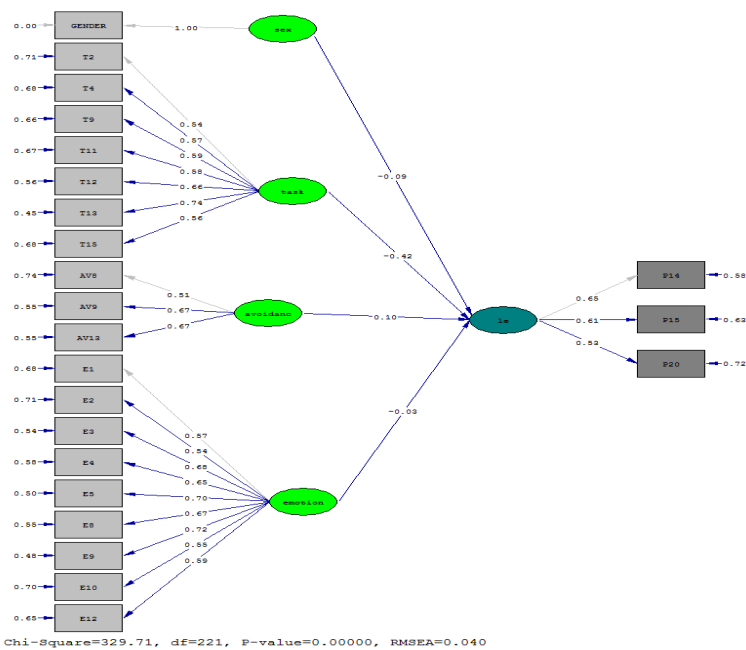 0.00 GENDER 1.00 sex
0.71 T2
0.68 T4
0.66 T9 0.54
0.57
0.67 T11 0.59
0.58
0.56 T12 0.66 task -0.09
0.45 T13 0.74
0.56
0.68 T15
-0.42
0.74 AV8 0.65 P14 0.58
0.51
0.55 AV9 0.67 avoidanc 0.10 ls 0.61 P15 0.63
0.55 AV13 0.67
0.53
0.68 E1 P20 0.72
0.71 E2
-0.03
0.54 E3 0.57
0.54
0.58 E4 0.68
0.65
0.50 E5 0.70 emotion
0.67
0.55 E8 0.72
0.48 E9 0.55
0.59
0.70 E10
0.65 E12
Chi-Square=329.71, df=221, P-value=0.00000, RMSEA=0.040